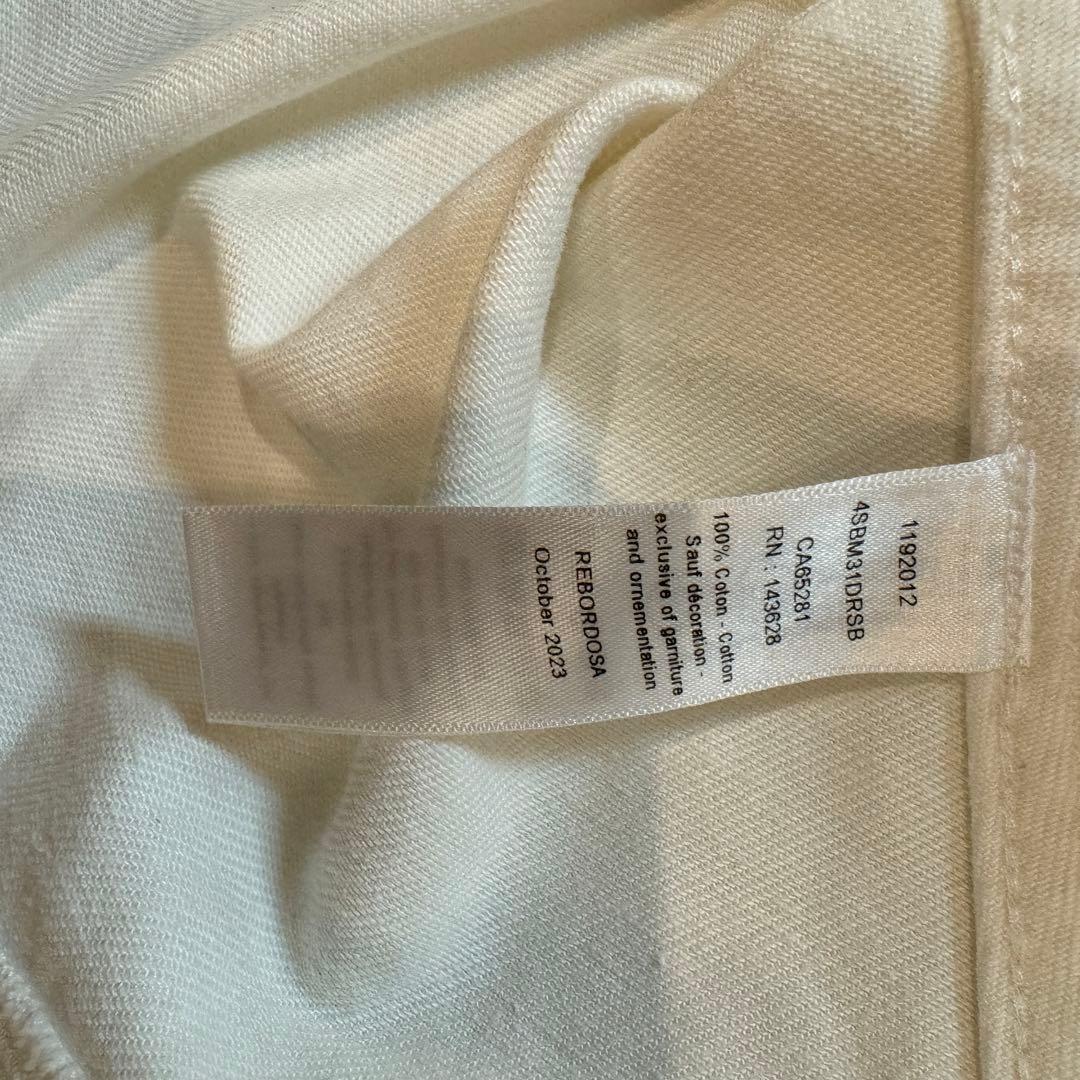 1192012
4SBM31DRSB
CA65281
RN : 143628
100% Coton - Cotton
Sauf décoration -
exclusive of garniture
and ornementation
REBORDOSA
October 2023